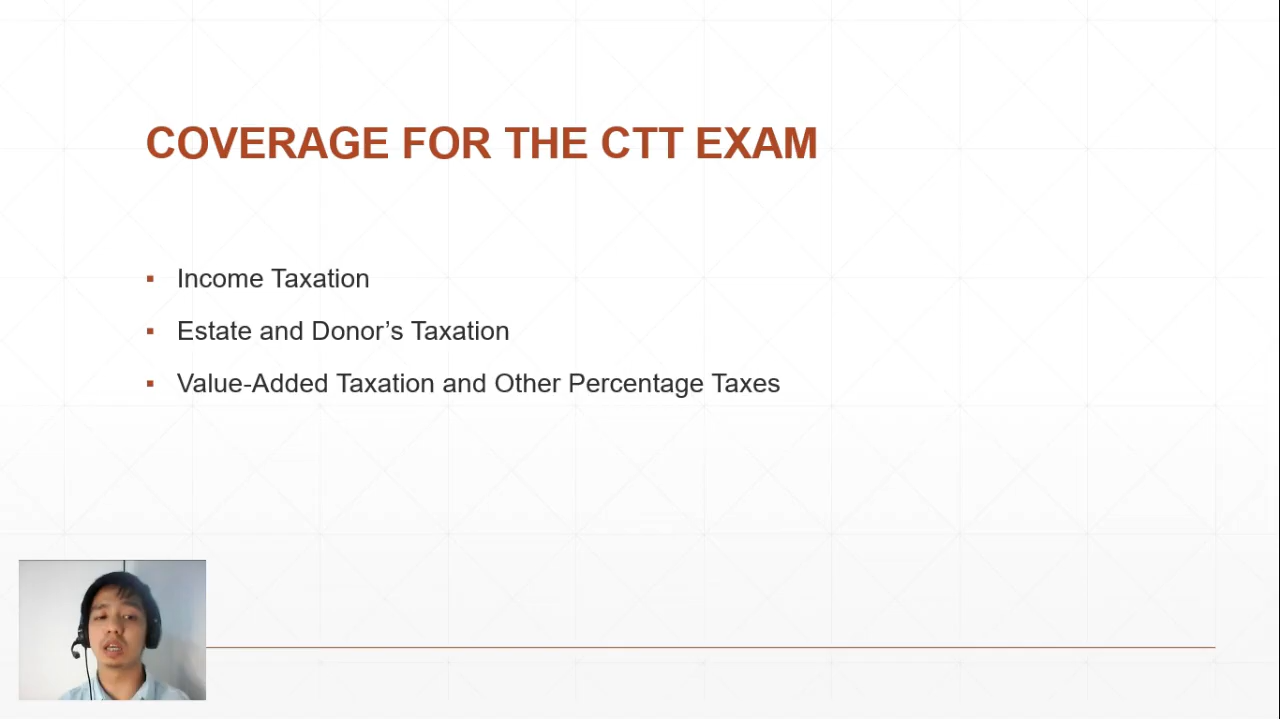 COVERAGE FOR THE CTT EXAM
Income Taxation
Estate and Donor’s Taxation
Value-Added Taxation and Other Percentage Taxes